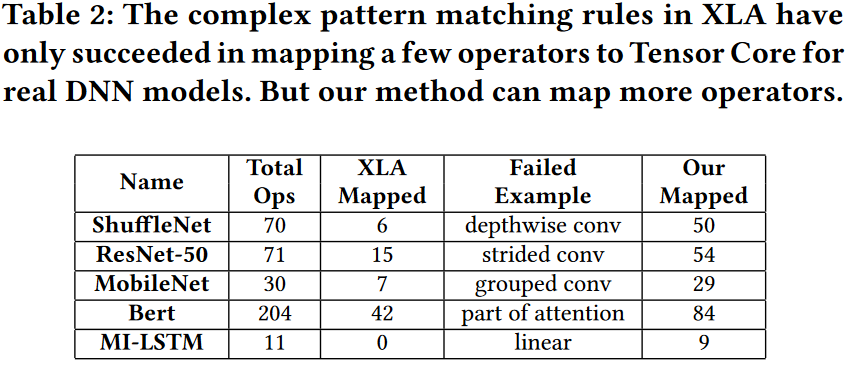 Table 2: The complex pattern matching rules in XLA have
only succeeded in mapping a few operators to Tensor Core for
real DNN models. But our method can map more operators.
Name Total Ops XLA Mapped Failed Example Our Mapped
ShuffleNet 70 6 depthwise conv 50
ResNet-50 71 15 strided conv 54
MobileNet 30 7 grouped conv 29
Bert 204 42 part of attention 84
MI-LSTM 11 0 linear 9